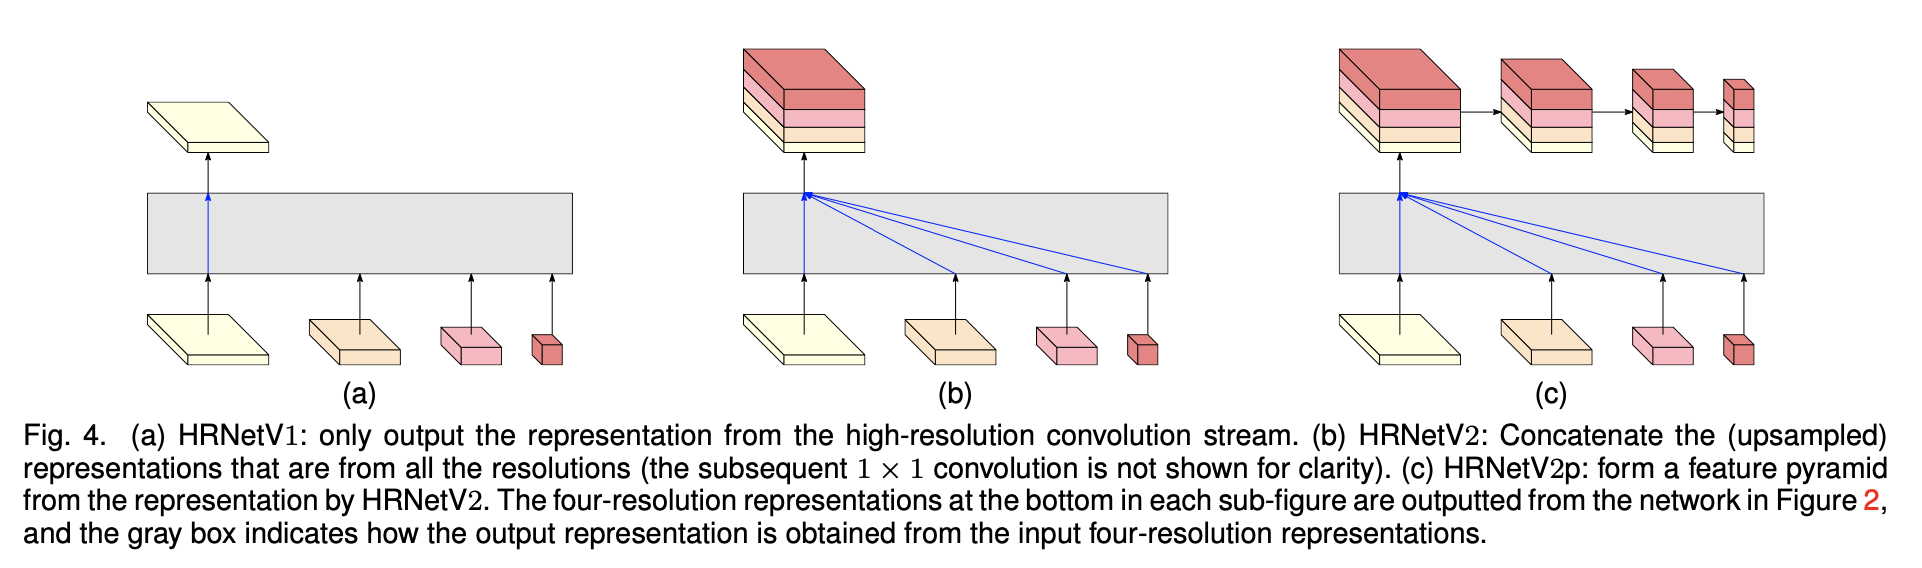 (a) (b) (c)
Fig. 4. (a) HRNetV1: only output the representation from the high-resolution convolution stream. (b) HRNetV2: Concatenate the (upsampled)
representations that are from all the resolutions (the subsequent 1 × 1 convolution is not shown for clarity). (c) HRNetV2p: form a feature pyramid
from the representation by HRNetV2. The four-resolution representations at the bottom in each sub-figure are outputted from the network in Figure 2,
and the gray box indicates how the output representation is obtained from the input four-resolution representations.